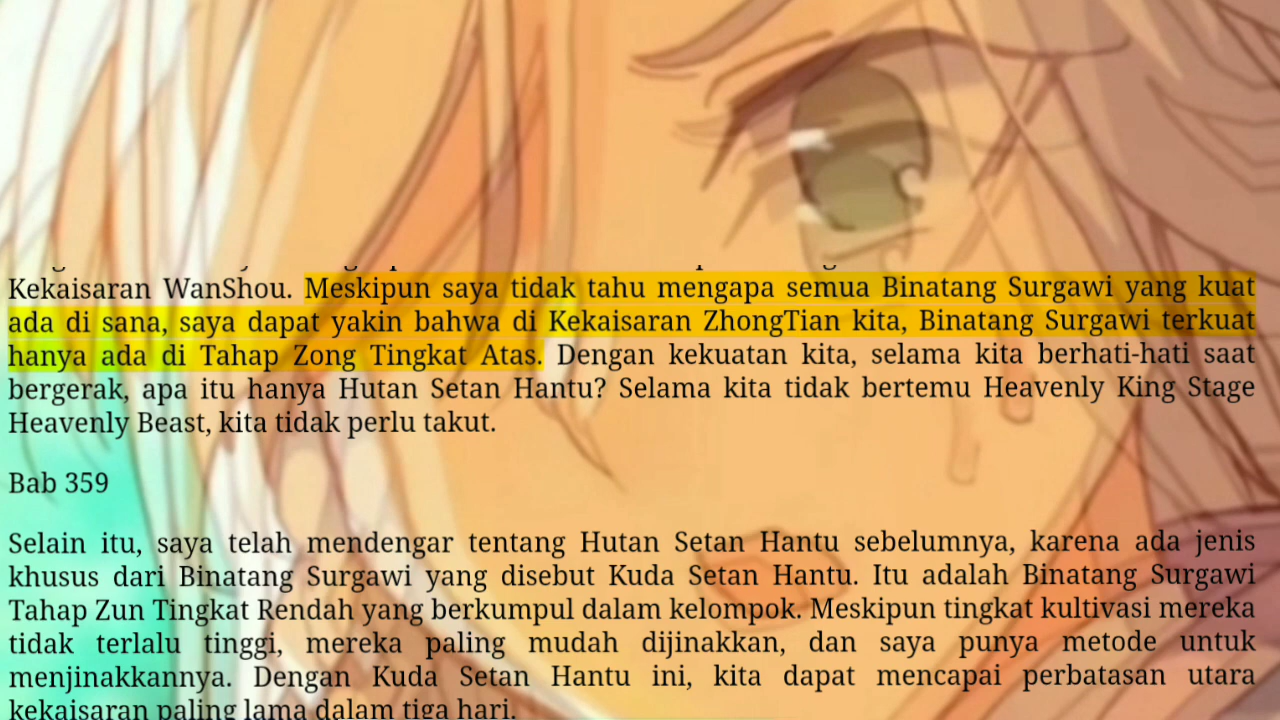 Kekaisaran WanShou. Meskipun saya tidak tahu mengapa semua Binatang Surgawi yang kuat
ada di sana, saya dapat yakin bahwa di Kekaisaran ZhongTian kita, Binatang Surgawi terkuat
hanya ada di Tahap Zong Tingkat Atas. Dengan kekuatan kita, selama kita berhati-hati saat
bergerak, apa itu hanya Hutan Setan Hantu? Selama kita tidak bertemu Heavenly King Stage
Heavenly Beast, kita tidak perlu takut.
Bab 359
Selain itu, saya telah mendengar tentang Hutan Setan Hantu sebelumnya, karena ada jenis
khusus dari Binatang Surgawi yang disebut Kuda Setan Hantu. Itu adalah Binatang Surgawi
Tahap Zun Tingkat Rendah yang berkumpul dalam kelompok. Meskipun tingkat kultivasi mereka
tidak terlalu tinggi, mereka paling mudah dijinakkan, dan saya punya metode untuk
menjinakkannya. Dengan Kuda Setan Hantu ini, kita dapat mencapai perbatasan utara
kekaisaran paling lama dalam tiga hari.